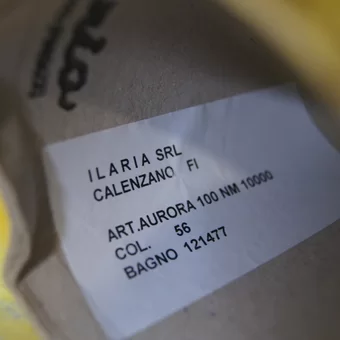 ILARIA SRL
CALENZANO FI
ART.AURORA 100 NM 10000
COL. 56
BAGNO 121477